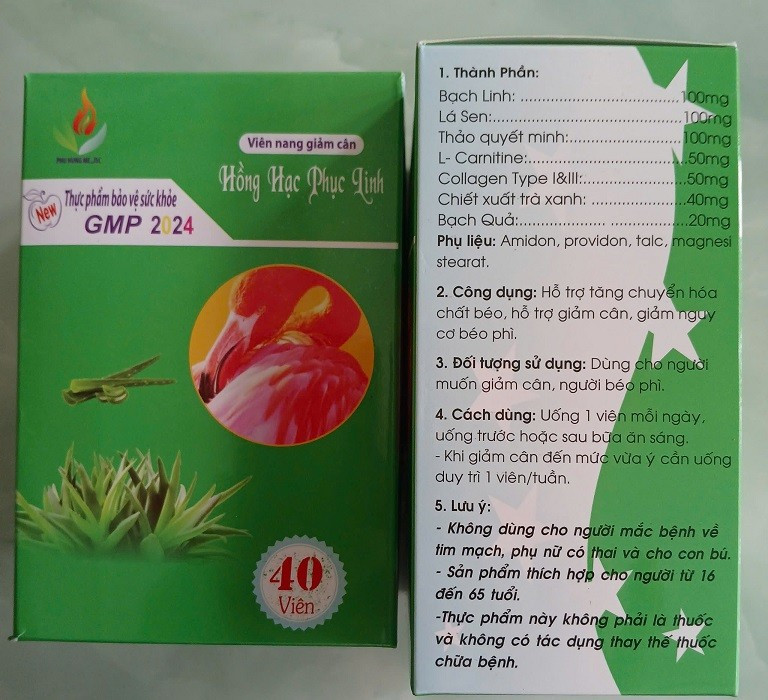 Viên nang giảm cân
Hồng Hạc Phục Linh
New
Thực phẩm bảo vệ sức khỏe
GMP 2024
40
Viên
1. Thành Phần:
Bạch Linh: ........................................100mg
Lá Sen:................................................100mg
Thảo quyết minh:............................100mg
L- Carnitine:........................................50mg
Collagen Type I&III:..........................50mg
Chiết xuất trà xanh: ........................40mg
Bạch Quả:..........................................20mg
Phụ liệu: Amidon, providon, talc, magnesi
stearat.
2. Công dụng: Hỗ trợ tăng chuyển hóa
chất béo, hỗ trợ giảm cân, giảm nguy
cơ béo phì.
3. Đối tượng sử dụng: Dùng cho người
muốn giảm cân, người béo phì.
4. Cách dùng: Uống 1 viên mỗi ngày,
uống trước hoặc sau bữa ăn sáng.
- Khi giảm cân đến mức vừa ý cần uống
duy trì 1 viên/tuần.
5. Lưu ý:
- Không dùng cho người mắc bệnh về
tim mạch, phụ nữ có thai và cho con bú.
- Sản phẩm thích hợp cho người từ 16
đến 65 tuổi.
-Thực phẩm này không phải là thuốc
và không có tác dụng thay thế thuốc
chữa bệnh.